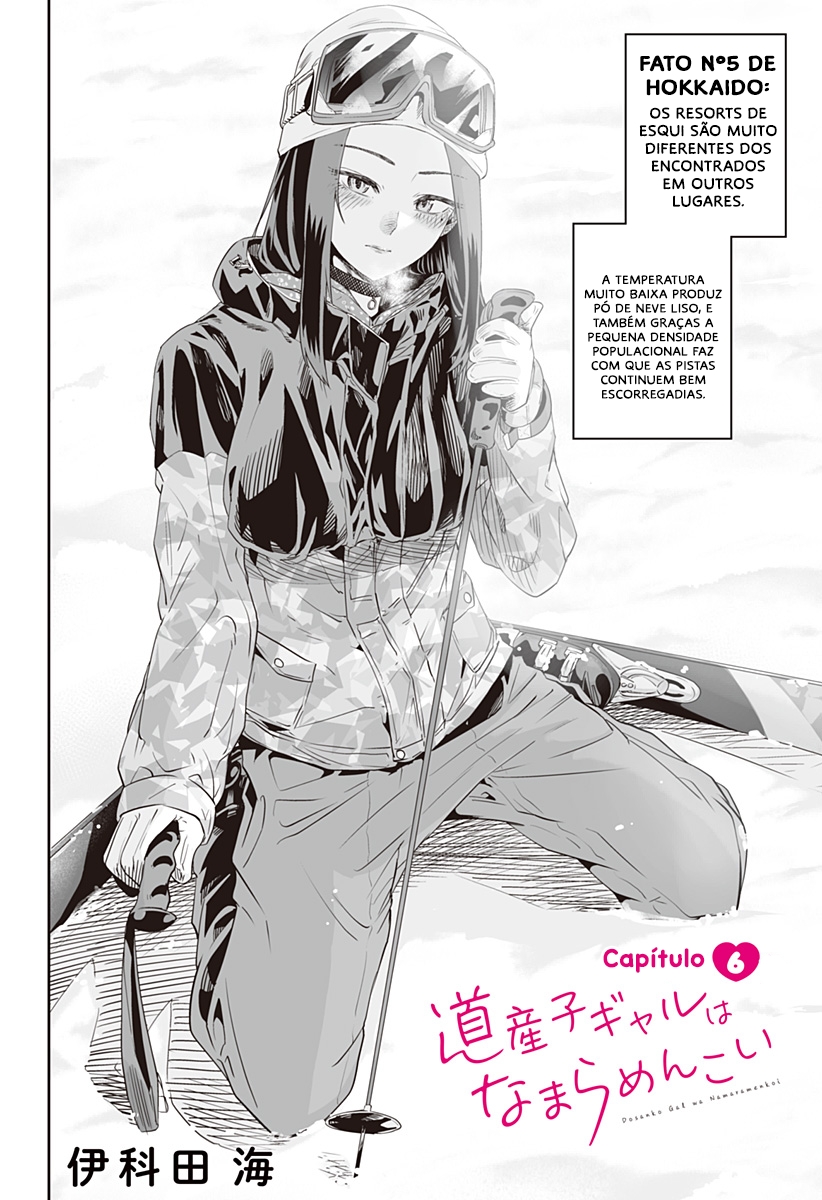 FATO Nº5 DE
HOKKAIDO:
OS RESORTS DE
ESQUI SÃO MUITO
DIFERENTES DOS
ENCONTRADOS
EM OUTROS
LUGARES.
A TEMPERATURA
MUITO BAIXA PRODUZ
PÓ DE NEVE LISO, E
TAMBÉM GRAÇAS A
PEQUENA DENSIDADE
POPULACIONAL FAZ
COM QUE AS PISTAS
CONTINUEM BEM
ESCORREGADIAS.
Capítulo 6
道産子ギャルは
なまらめんこい
Dosanko Gal wa Namaramenkoi
伊科田 海